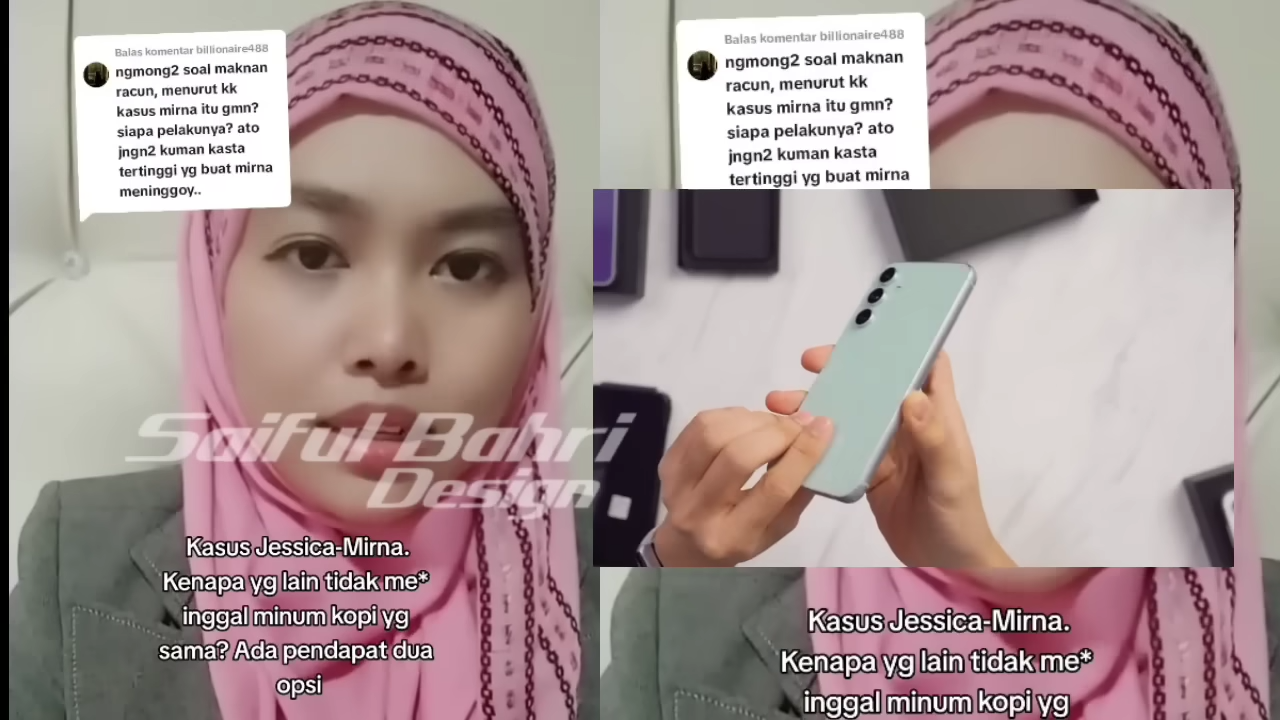 Balas komentar billionaire488
ngmong2 soal maknan
racun, menurut kk
kasus mirna itu gmn?
siapa pelakunya? ato
jngn2 kuman kasta
tertinggi yg buat mirna
meninggoy..
Saiful Bahri
Design
Kasus Jessica-Mirna.
Kenapa yg lain tidak me*
inggal minum kopi yg
sama? Ada pendapat dua
opsi
Balas komentar billionaire488
ngmong2 soal maknan
racun, menurut kk
kasus mirna itu gmn?
siapa pelakunya? ato
jngn2 kuman kasta
tertinggi yg buat mirna
Kasus Jessica-Mirna.
Kenapa yg lain tidak me*
inggal minum kopi yg